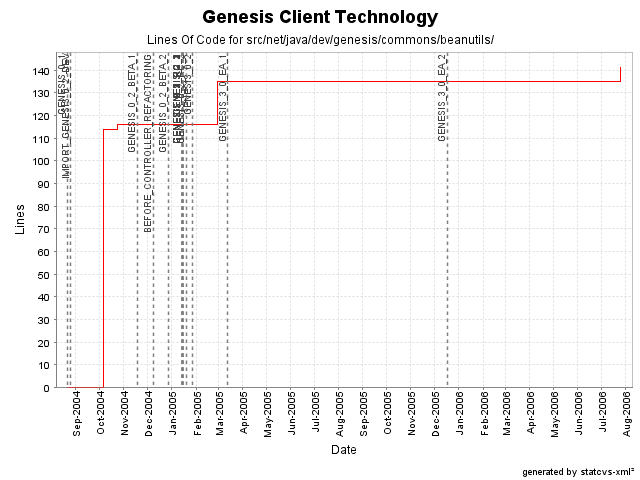 Genesis Client Technology
Lines Of Code for src/net/java/dev/genesis/commons/beanutils/
Lines
140
130
120
110
100
90
80
70
60
50
40
30
20
10
0
GENESIS_0_2_BETA_1
BEFORE_CONTROLLER_REFACTORING
GENESIS_0_2_BETA_2
GENESIS_3_0_EA_1
GENESIS_3_0_EA_2
Sep-2004
Oct-2004
Nov-2004
Dec-2004
Jan-2005
Feb-2005
Mar-2005
Apr-2005
May-2005
Jun-2005
Jul-2005
Aug-2005
Sep-2005
Oct-2005
Nov-2005
Dec-2005
Jan-2006
Feb-2006
Mar-2006
Apr-2006
May-2006
Jun-2006
Jul-2006
Aug-2006
Date
generated by statcvs-xml²